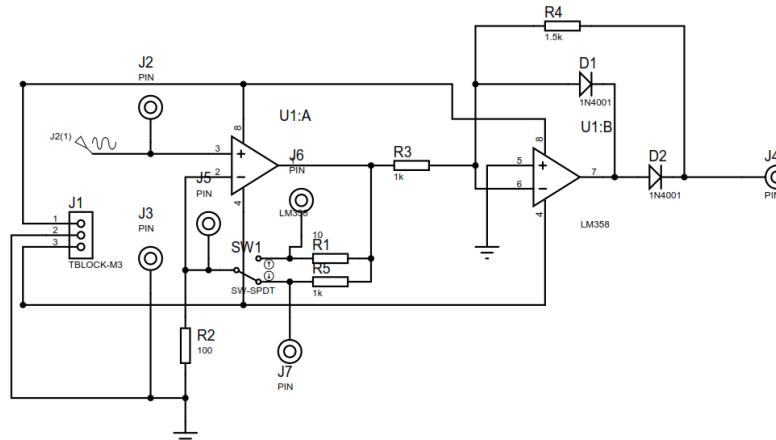 R4
1.5k
J2
PIN
D1
1N4001
8
U1:A
U1:B
J2(1)
3
2
4
J6
PIN
R3
1k
8
5
6
7
4
D2
1N4001
J4
PIN
J5
PIN
LM358
LM358
J1
1
2
3
TBLOCK-M3
J3
PIN
SW1
SW-SPDT
10
R1
R5
1k
R2
100
J7
PIN